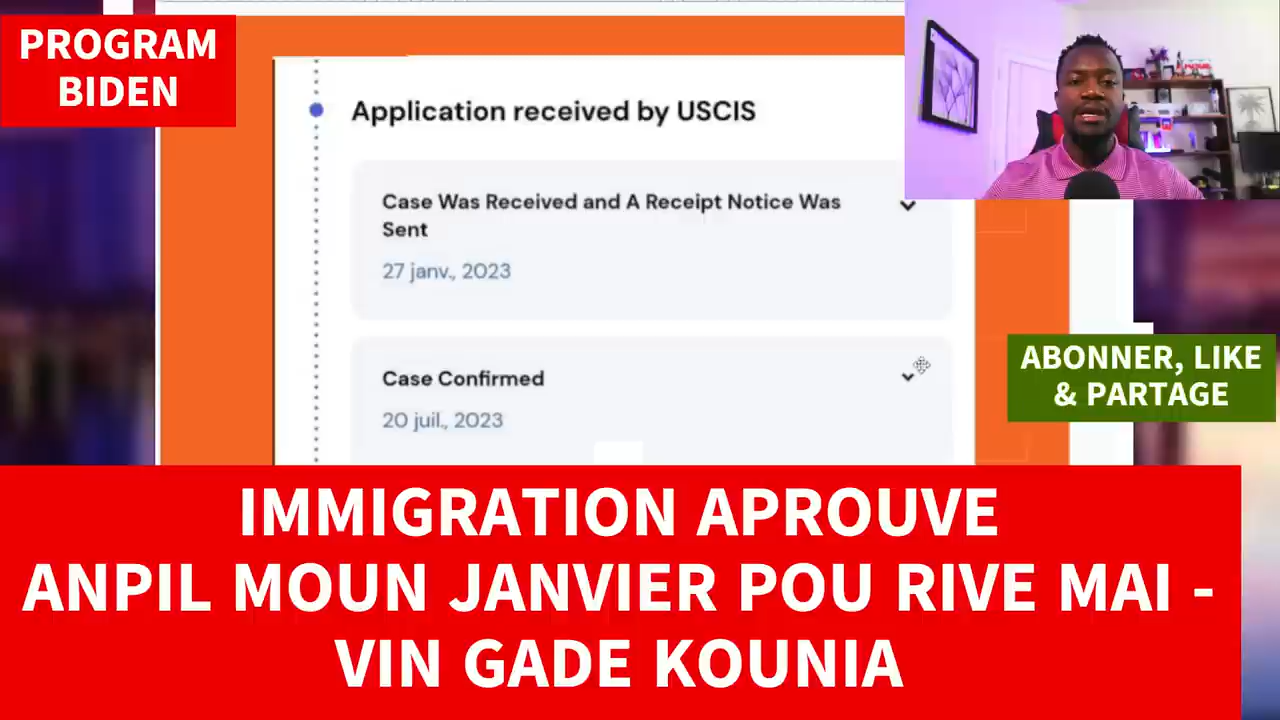 PROGRAM
BIDEN
Application received by USCIS
Case Was Received and A Receipt Notice Was
Sent
27 janv., 2023
Case Confirmed
20 juil., 2023
ABONNER, LIKE
& PARTAGE
IMMIGRATION APROUVE
ANPIL MOUN JANVIER POU RIVE MAI -
VIN GADE KOUNIA